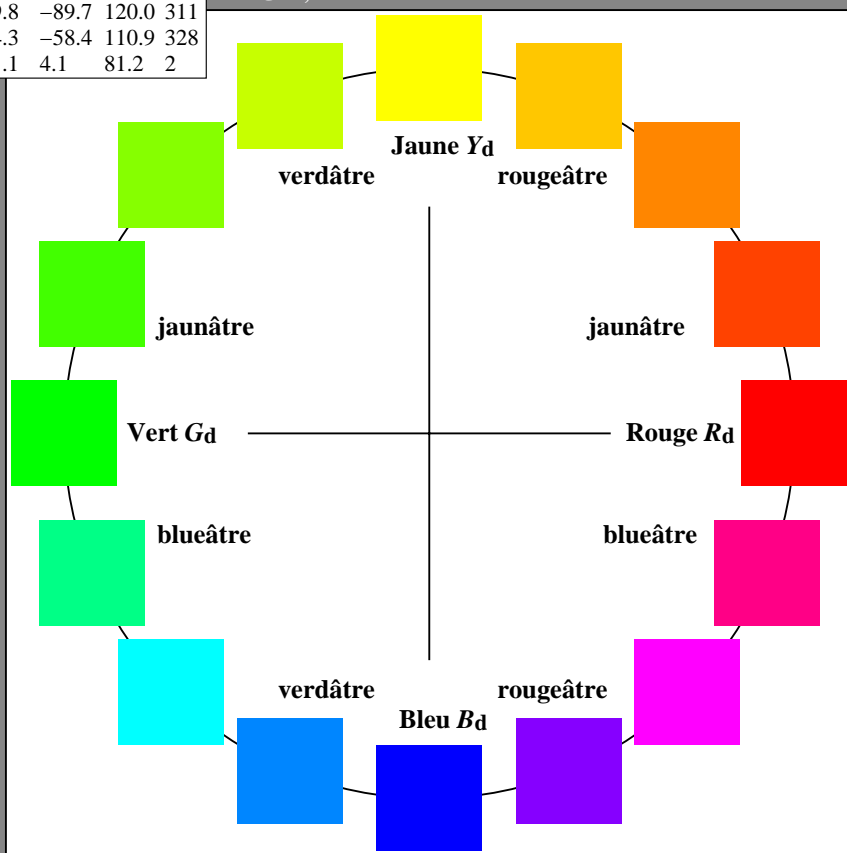 −89.7 120.0 311
−58.4 110.9 328
4.1 81.2 2
Jaune Yd
verdâtre rougeâtre
jaunâtre jaunâtre
Vert Gd Rouge Rd
blueâtre blueâtre
verdâtre rougeâtre
Bleu Bd